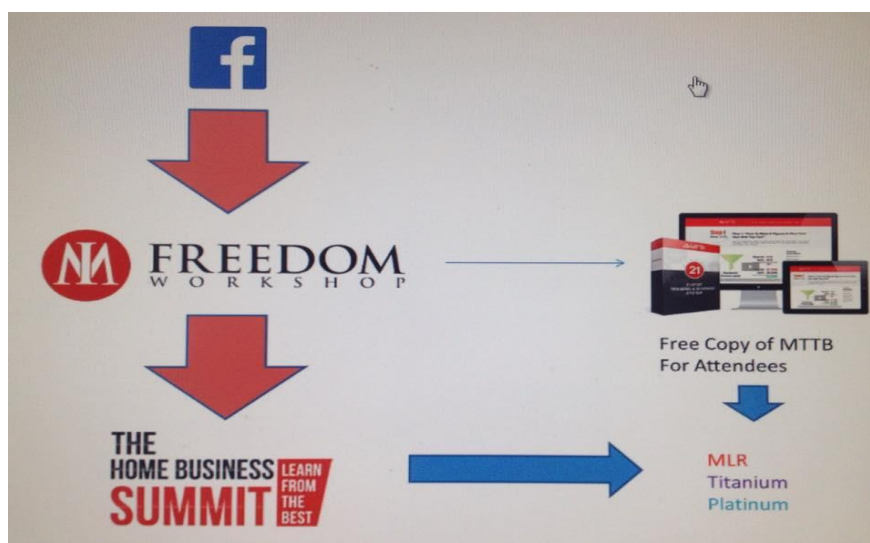 f
FREEDOM
WORKSHOP
Free Copy of MTTB
For Attendees
THE
HOME BUSINESS
SUMMIT
LEARN
FROM
THE
BEST
MLR
Titanium
Platinum